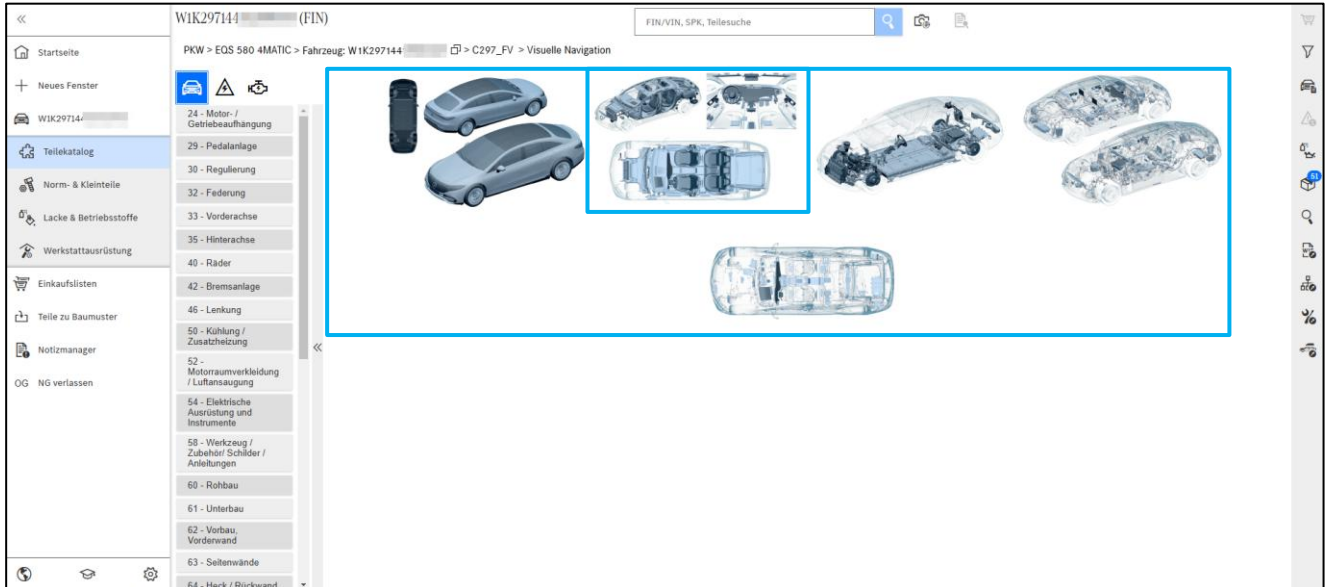 W1K297144 (FIN)
FIN/VIN, SPK, Teilesuche
PKW > EQS 580 4MATIC > Fahrzeug: W1K297144 > C297_FV > Visuelle Navigation
Startseite
Neues Fenster
W1K29714
Teilekatalog
Norm- & Kleinteile
Lacke & Betriebsstoffe
Werkstattausrüstung
Einkaufslisten
Teile zu Baumuster
Notizmanager
OG NG verlassen
24 - Motor- /
Getriebeaufhängung
29 - Pedalanlage
30 - Regulierung
32 - Federung
33 - Vorderachse
35 - Hinterachse
40 - Räder
42 - Bremsanlage
46 - Lenkung
50 - Kühlung /
Zusatzheizung
52 -
Motorraumverkleidung
/ Luftansaugung
54 - Elektrische
Ausrüstung und
Instrumente
58 - Werkzeug /
Zubehör/ Schilder /
Anleitungen
60 - Rohbau
61 - Unterbau
62 - Vorbau,
Vorderwand
63 - Seitenwände
64 - Heck / Rückwand
51